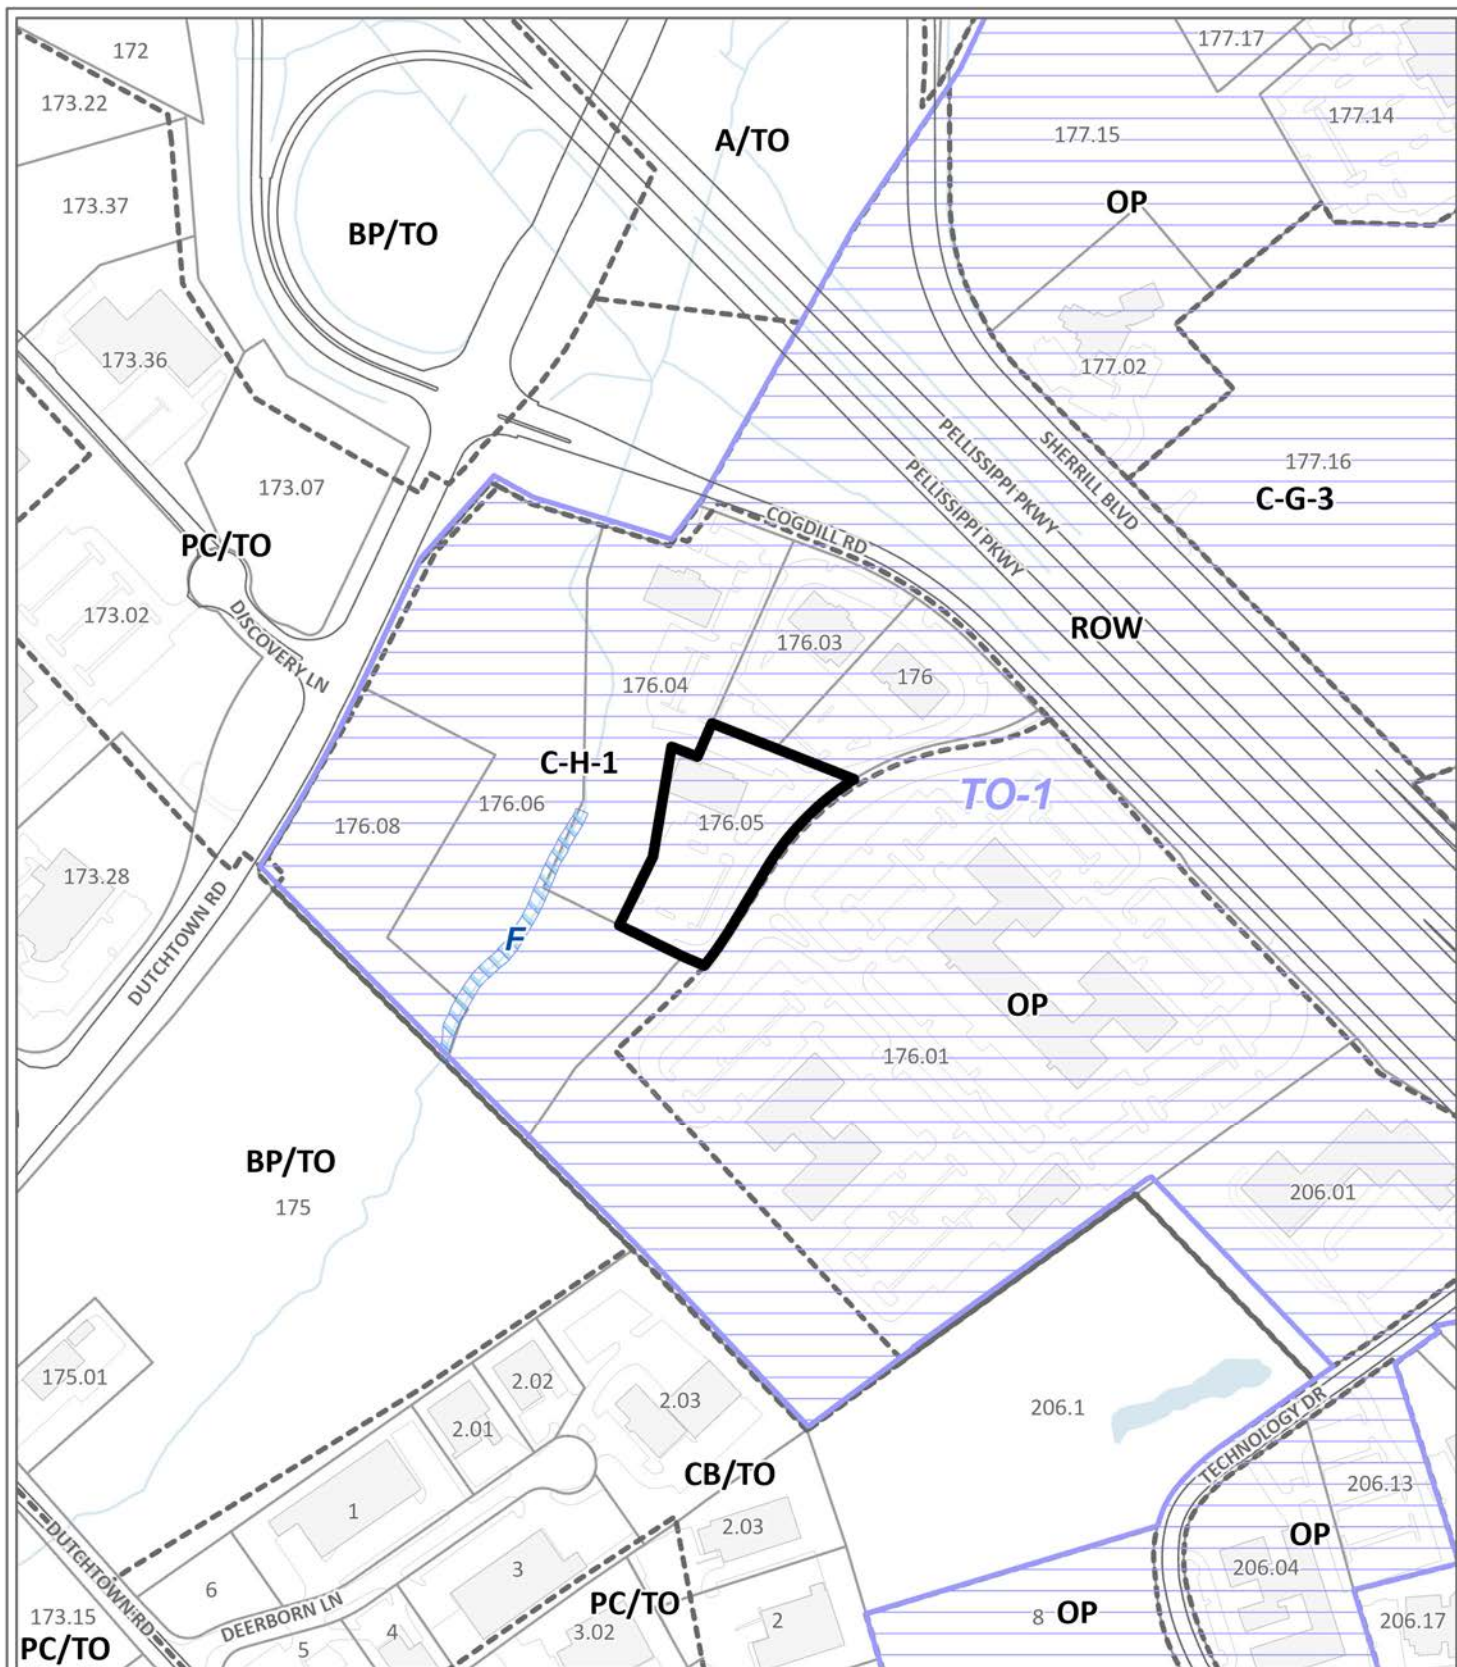 172
177.17
173.22
177.14
A/TO
177.15
173.37
OP
BP/TO
173.36
177.02
PELLISSIPPI PKWY
SHERRILL BLVD
177.16
PELLISSIPPI PKWY
173.07
C-G-3
COGDILL RD
PC/TO
173.02
ROW
176.03
DISCOVERY LN
176
176.04
C-H-1
TO-1
176.06
176.05
176.08
173.28
DUTCHTOWN RD
F
OP
176.01
BP/TO
206.01
175
175.01
2.02
2.03
206.1
2.01
TECHNOLOGY DR
CB/TO
206.13
1
2.03
OP
DUTCHTOWN RD
3
206.04
6
PC/TO
DEERBORN LN
173.15
4
3.02
2
8
OP
206.17
PC/TO
5